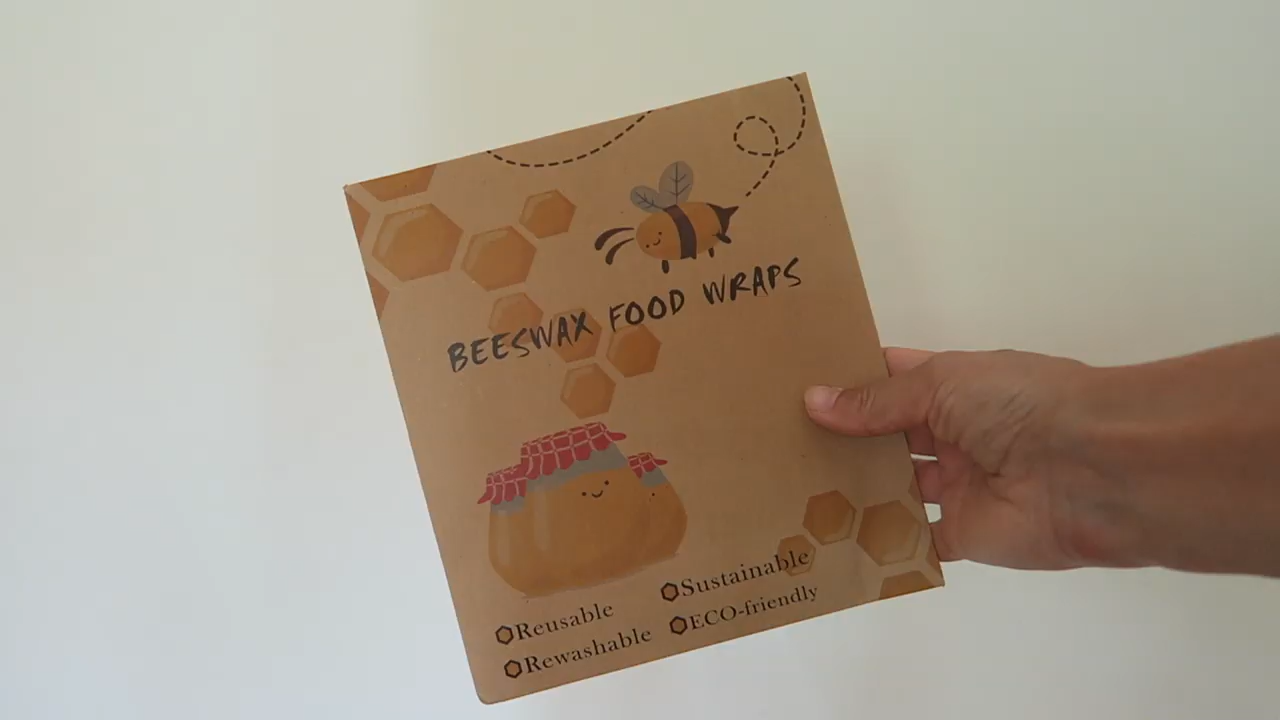 BEESWAX FOOD WRAPS
Reusable
Rewashable
Sustainable
ECO-friendly